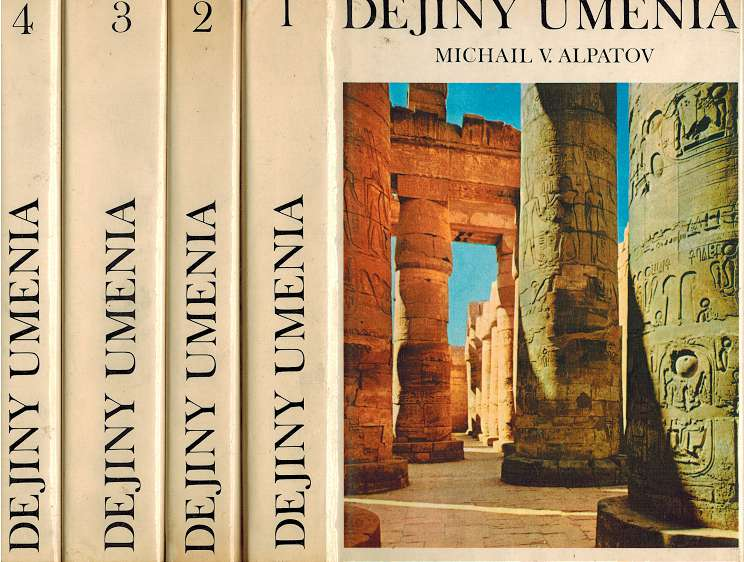 4
DEJINY UMENIA
3
DEJINY UMENIA
2
DEJINY UMENIA
1
DEJINY UMENIA
DEJINY UMENIA
MICHAIL V. ALPATOV